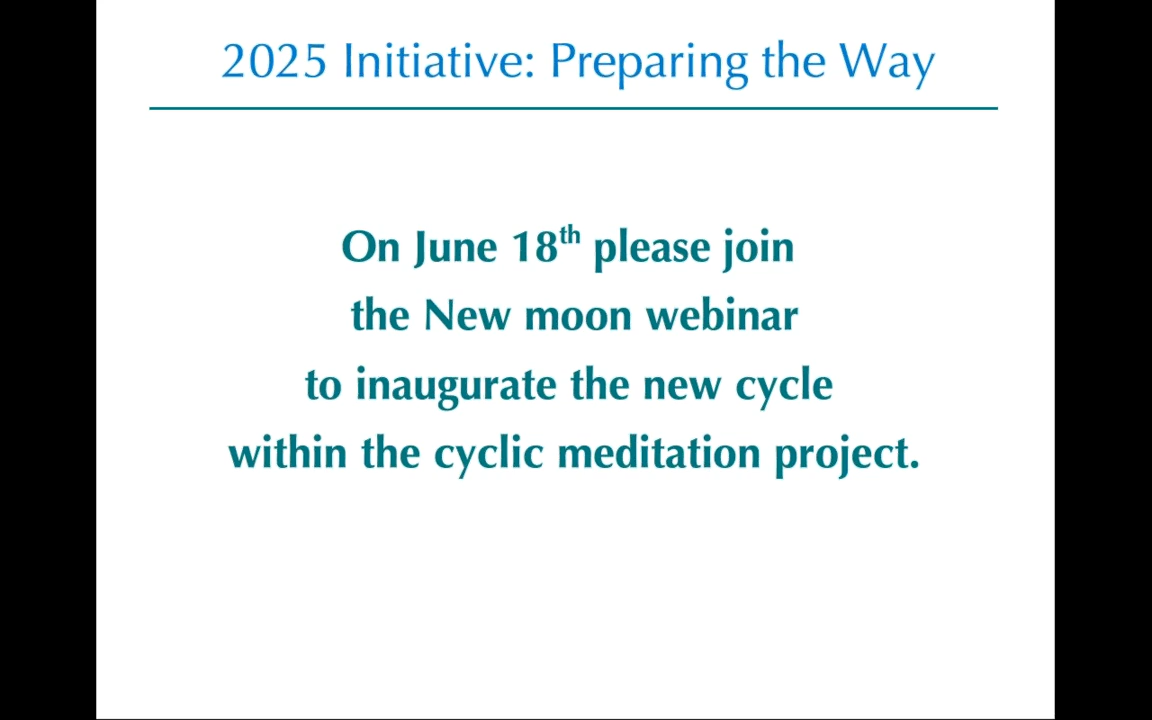 2025 Initiative: Preparing the Way
On June 18th please join
the New moon webinar
to inaugurate the new cycle
within the cyclic meditation project.